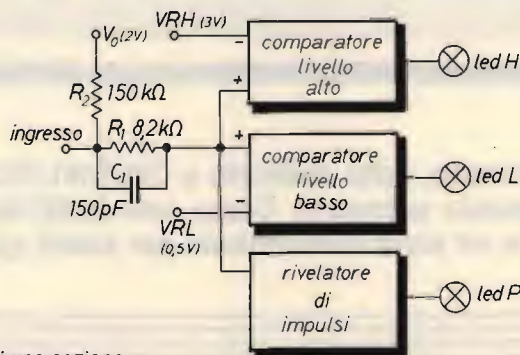 VRH (3V)
V₀(2V)
comparatore
livello
alto
led H
R₂ 150 kΩ
ingresso
R₁ 8,2kΩ
C₁
150pF
comparatore
livello
basso
led L
VRL
(0,5V)
rivelatore
di
impulsi
led P